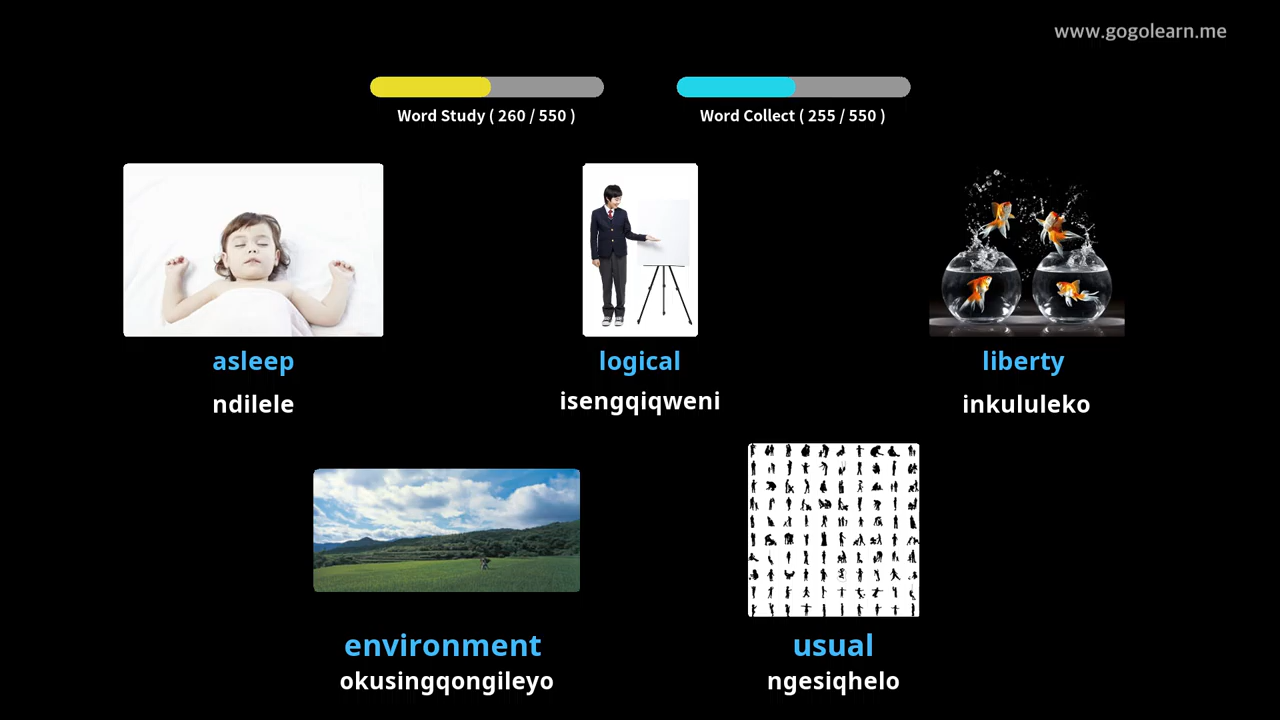 www.gogolearn.me
Word Study ( 260 / 550 )
Word Collect ( 255 / 550 )
asleep
ndilele
logical
isengqiqweni
liberty
inkululeko
environment
okusingqongileyo
usual
ngesiqhelo